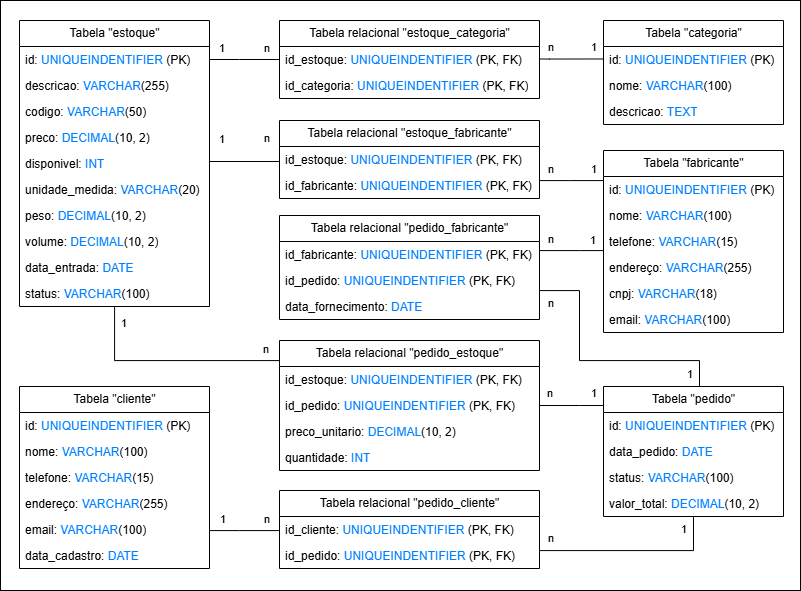 Tabela "estoque"
id: UNIQUEINDENTIFIER (PK)
descricao: VARCHAR(255)
codigo: VARCHAR(50)
preco: DECIMAL(10, 2)
disponivel: INT
unidade_medida: VARCHAR(20)
peso: DECIMAL(10, 2)
volume: DECIMAL(10, 2)
data_entrada: DATE
status: VARCHAR(100)
1
n
1
n
1
n
Tabela relacional "estoque_categoria"
id_estoque: UNIQUEINDENTIFIER (PK, FK)
id_categoria: UNIQUEINDENTIFIER (PK, FK)
n
1
Tabela "categoria"
id: UNIQUEINDENTIFIER (PK)
nome: VARCHAR(100)
descricao: TEXT
Tabela relacional "estoque_fabricante"
id_estoque: UNIQUEINDENTIFIER (PK, FK)
id_fabricante: UNIQUEINDENTIFIER (PK, FK)
n
1
Tabela "fabricante"
id: UNIQUEINDENTIFIER (PK)
nome: VARCHAR(100)
telefone: VARCHAR(15)
endereço: VARCHAR(255)
cnpj: VARCHAR(18)
email: VARCHAR(100)
Tabela relacional "pedido_fabricante"
id_fabricante: UNIQUEINDENTIFIER (PK, FK)
id_pedido: UNIQUEINDENTIFIER (PK, FK)
data_fornecimento: DATE
n
1
n
1
Tabela relacional "pedido_estoque"
id_estoque: UNIQUEINDENTIFIER (PK, FK)
id_pedido: UNIQUEINDENTIFIER (PK, FK)
preco_unitario: DECIMAL(10, 2)
quantidade: INT
n
1
Tabela "pedido"
id: UNIQUEINDENTIFIER (PK)
data_pedido: DATE
status: VARCHAR(100)
valor_total: DECIMAL(10, 2)
Tabela "cliente"
id: UNIQUEINDENTIFIER (PK)
nome: VARCHAR(100)
telefone: VARCHAR(15)
endereço: VARCHAR(255)
email: VARCHAR(100)
data_cadastro: DATE
1
n
Tabela relacional "pedido_cliente"
id_cliente: UNIQUEINDENTIFIER (PK, FK)
id_pedido: UNIQUEINDENTIFIER (PK, FK)
n
1